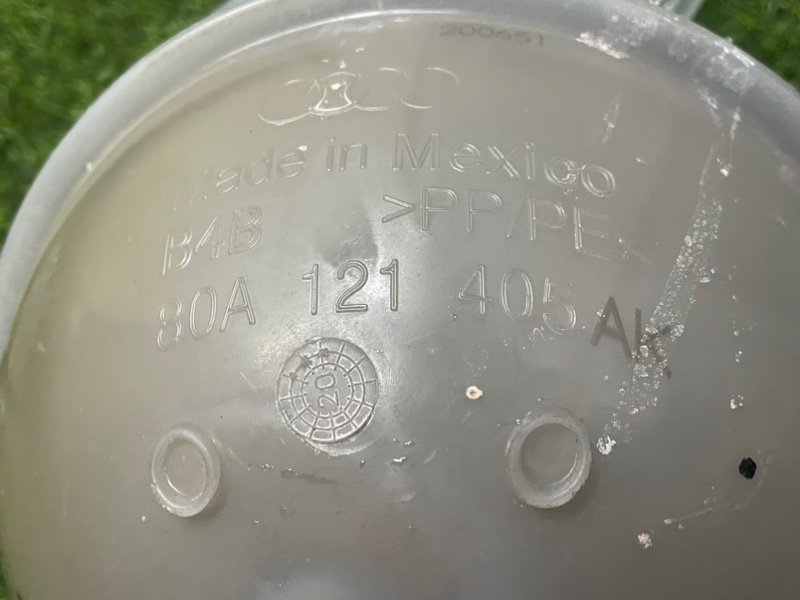 200651
Made in Mexico
B4B >PP/PE
80A 121 405 AK
20